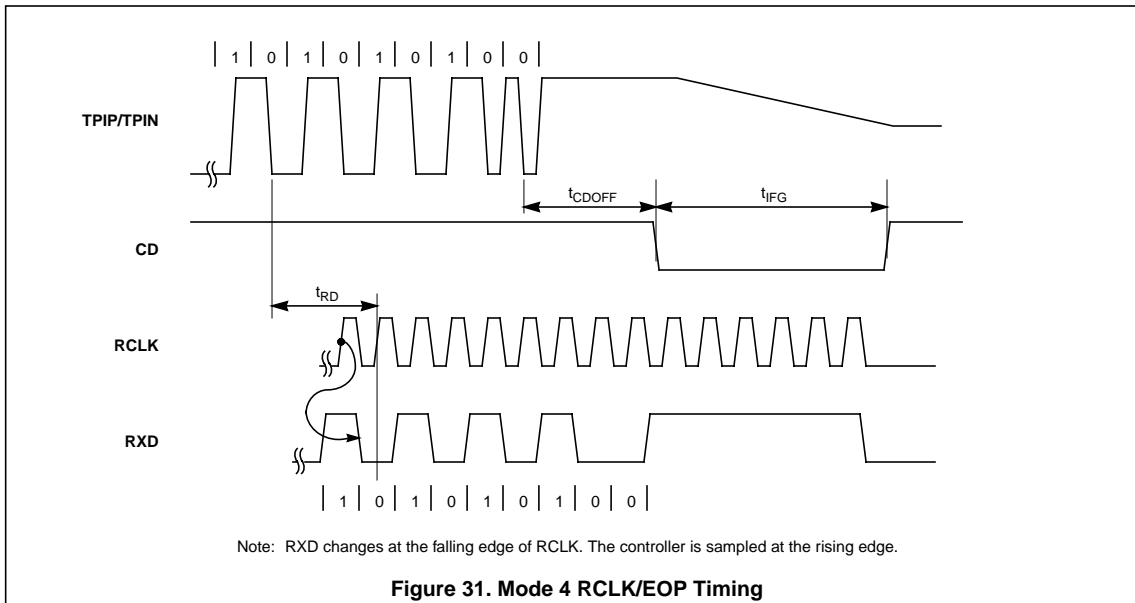 1 0 1 0 1 0 1 0 0
TPIP/TPIN
tCDOFF
tIFG
CD
tRD
RCLK
RXD
1 0 1 0 1 0 1 0 0
Note: RXD changes at the falling edge of RCLK. The controller is sampled at the rising edge.
Figure 31. Mode 4 RCLK/EOP Timing